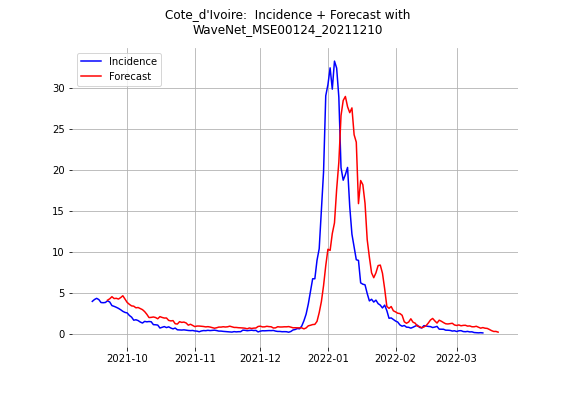 Cote_d'Ivoire:  Incidence + Forecast with
WaveNet_MSE00124_20211210
Incidence
Forecast
30
25
20
15
10
5
0
2021-10 2021-11 2021-12 2022-01 2022-02 2022-03